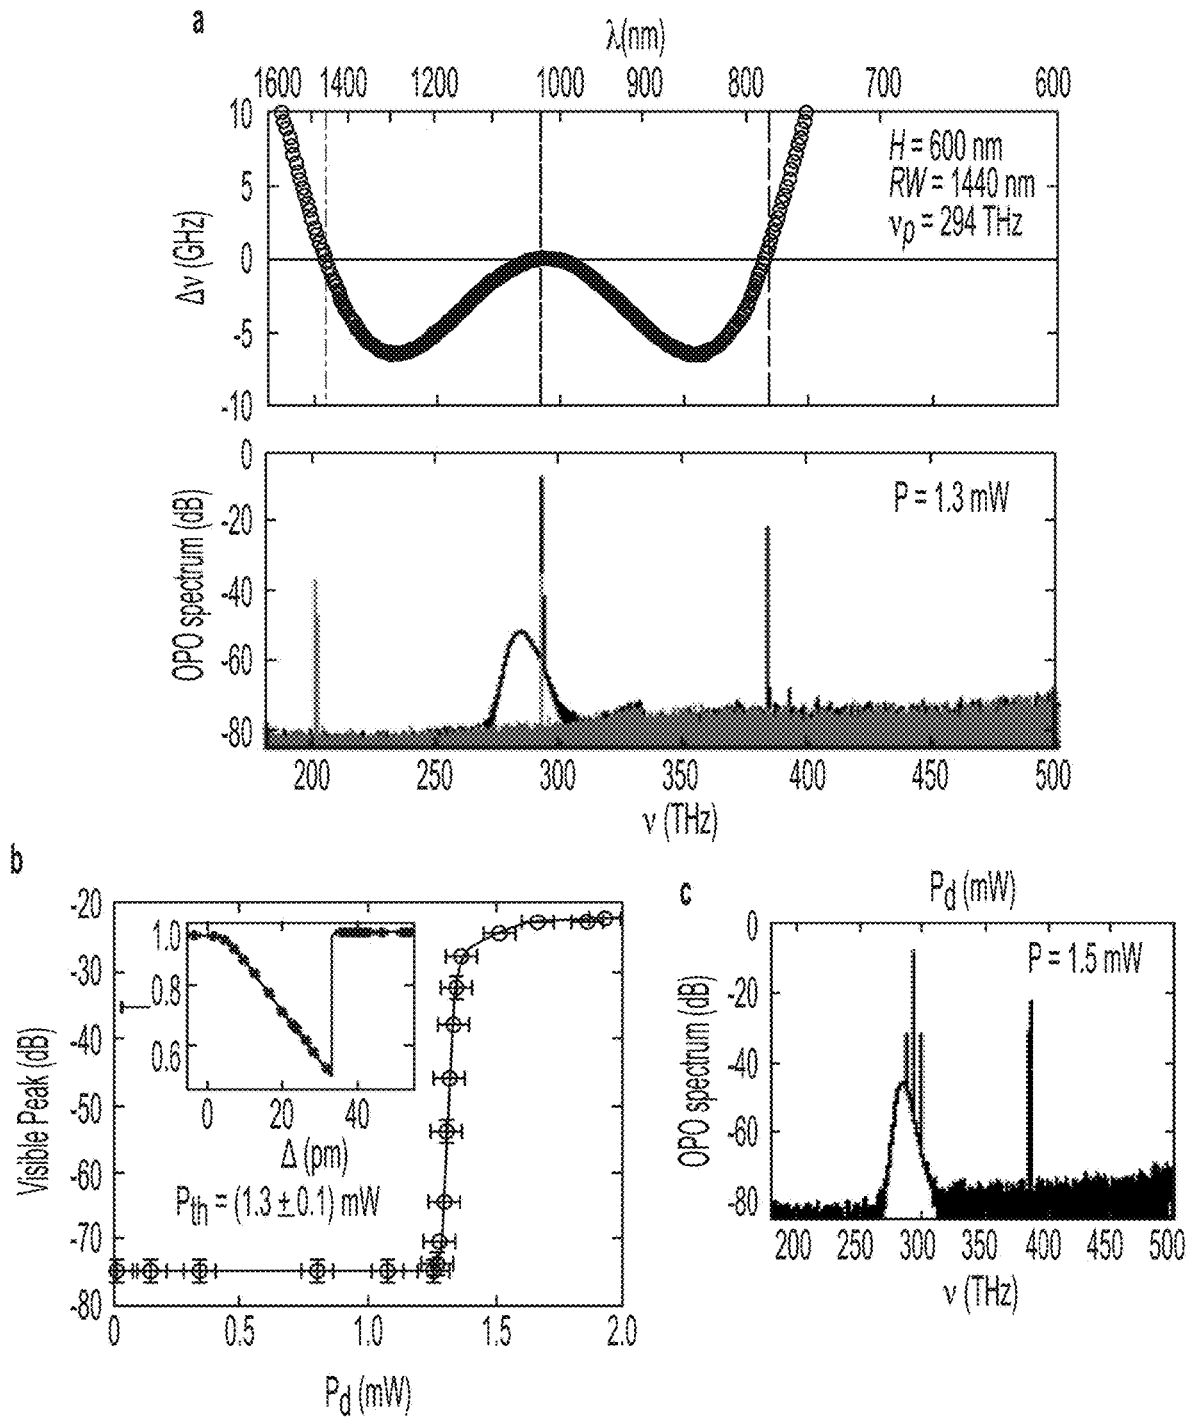 a
λ(nm)
1600 1400 1200 1000 900 800 700 600
10
5
0
-5
-10
Δν (GHz)
H = 600 nm
RW = 1440 nm
νp = 294 THz
0
-20
-40
-60
-80
OPO spectrum (dB)
P = 1.3 mW
200 250 300 350 400 450 500
ν (THz)
b
-20
-30
-40
-50
-60
-70
-80
Visible Peak (dB)
1.0
0.8
0.6
T
0 20 40
Δ (pm)
Pth = (1.3 ±0.1) mW
0 0.5 1.0 1.5 2.0
Pd (mW)
c
Pd (mW)
0
-20
-40
-60
-80
OPO spectrum (dB)
P = 1.5 mW
200 250 300 350 400 450 500
ν (THz)